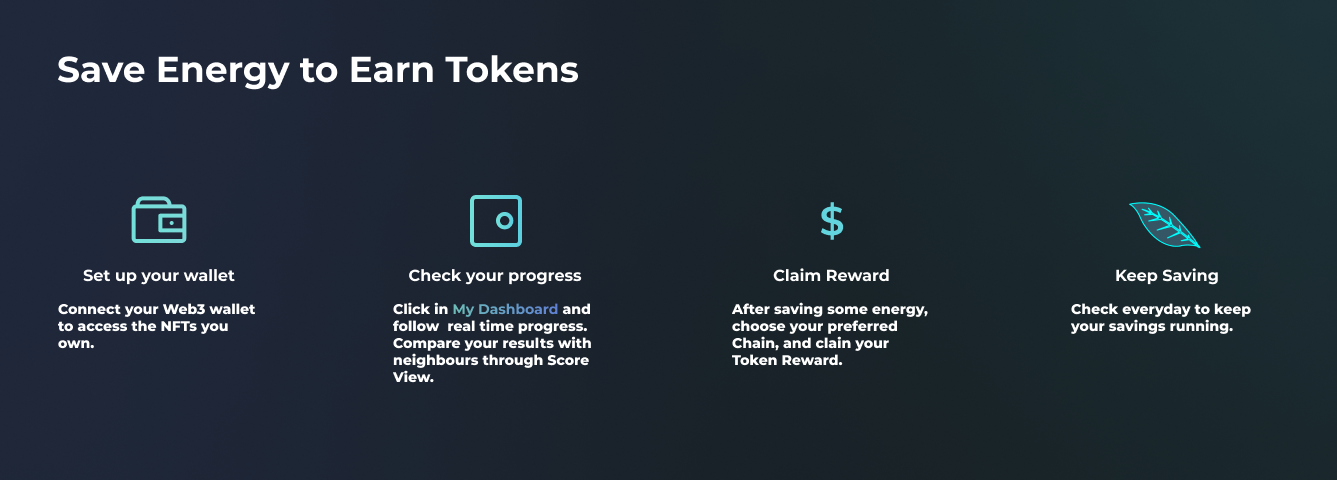 Save Energy to Earn Tokens
$
Set up your wallet
Connect your Web3 wallet
to access the NFTs you
own.
Check your progress
Click in My Dashboard and
follow  real time progress.
Compare your results with
neighbours through Score
View.
Claim Reward
After saving some energy,
choose your preferred
Chain, and clain your
Token Reward.
Keep Saving
Check everyday to keep
your savings running.